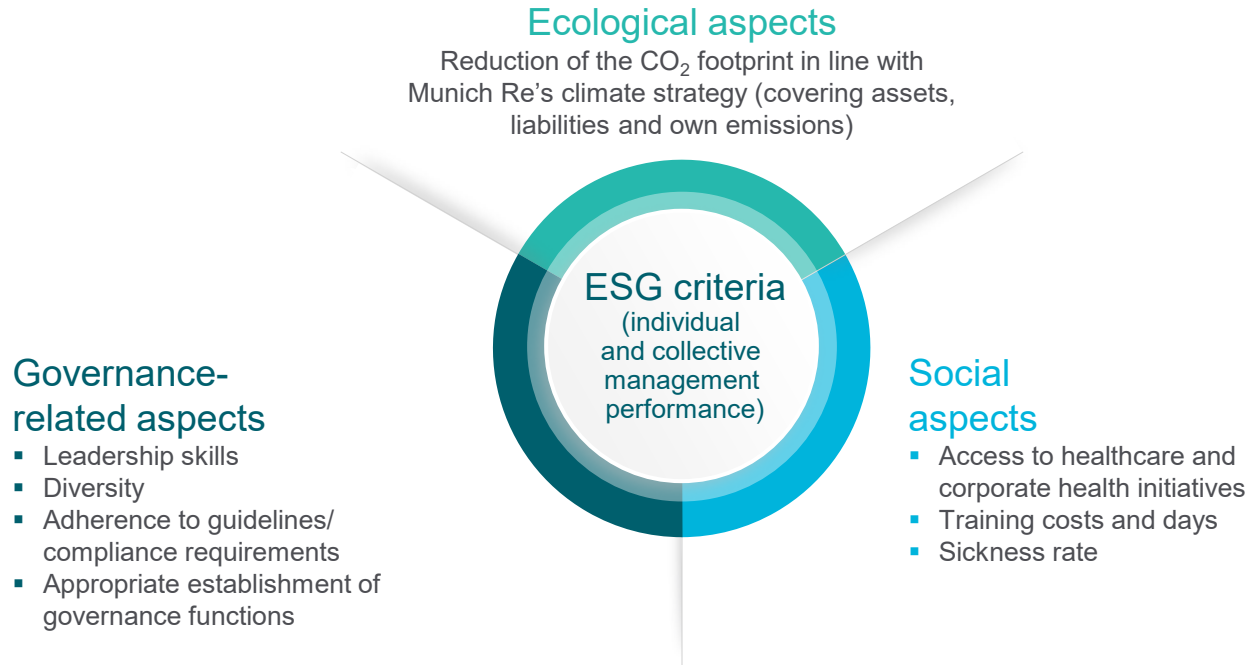 Ecological aspects
Reduction of the CO₂ footprint in line with
Munich Re’s climate strategy (covering assets,
liabilities and own emissions)
ESG criteria
(individual
and collective
management
performance)
Governance-
related aspects
▪ Leadership skills
▪ Diversity
▪ Adherence to guidelines/
compliance requirements
▪ Appropriate establishment of
governance functions
Social
aspects
▪ Access to healthcare and
corporate health initiatives
▪ Training costs and days
▪ Sickness rate